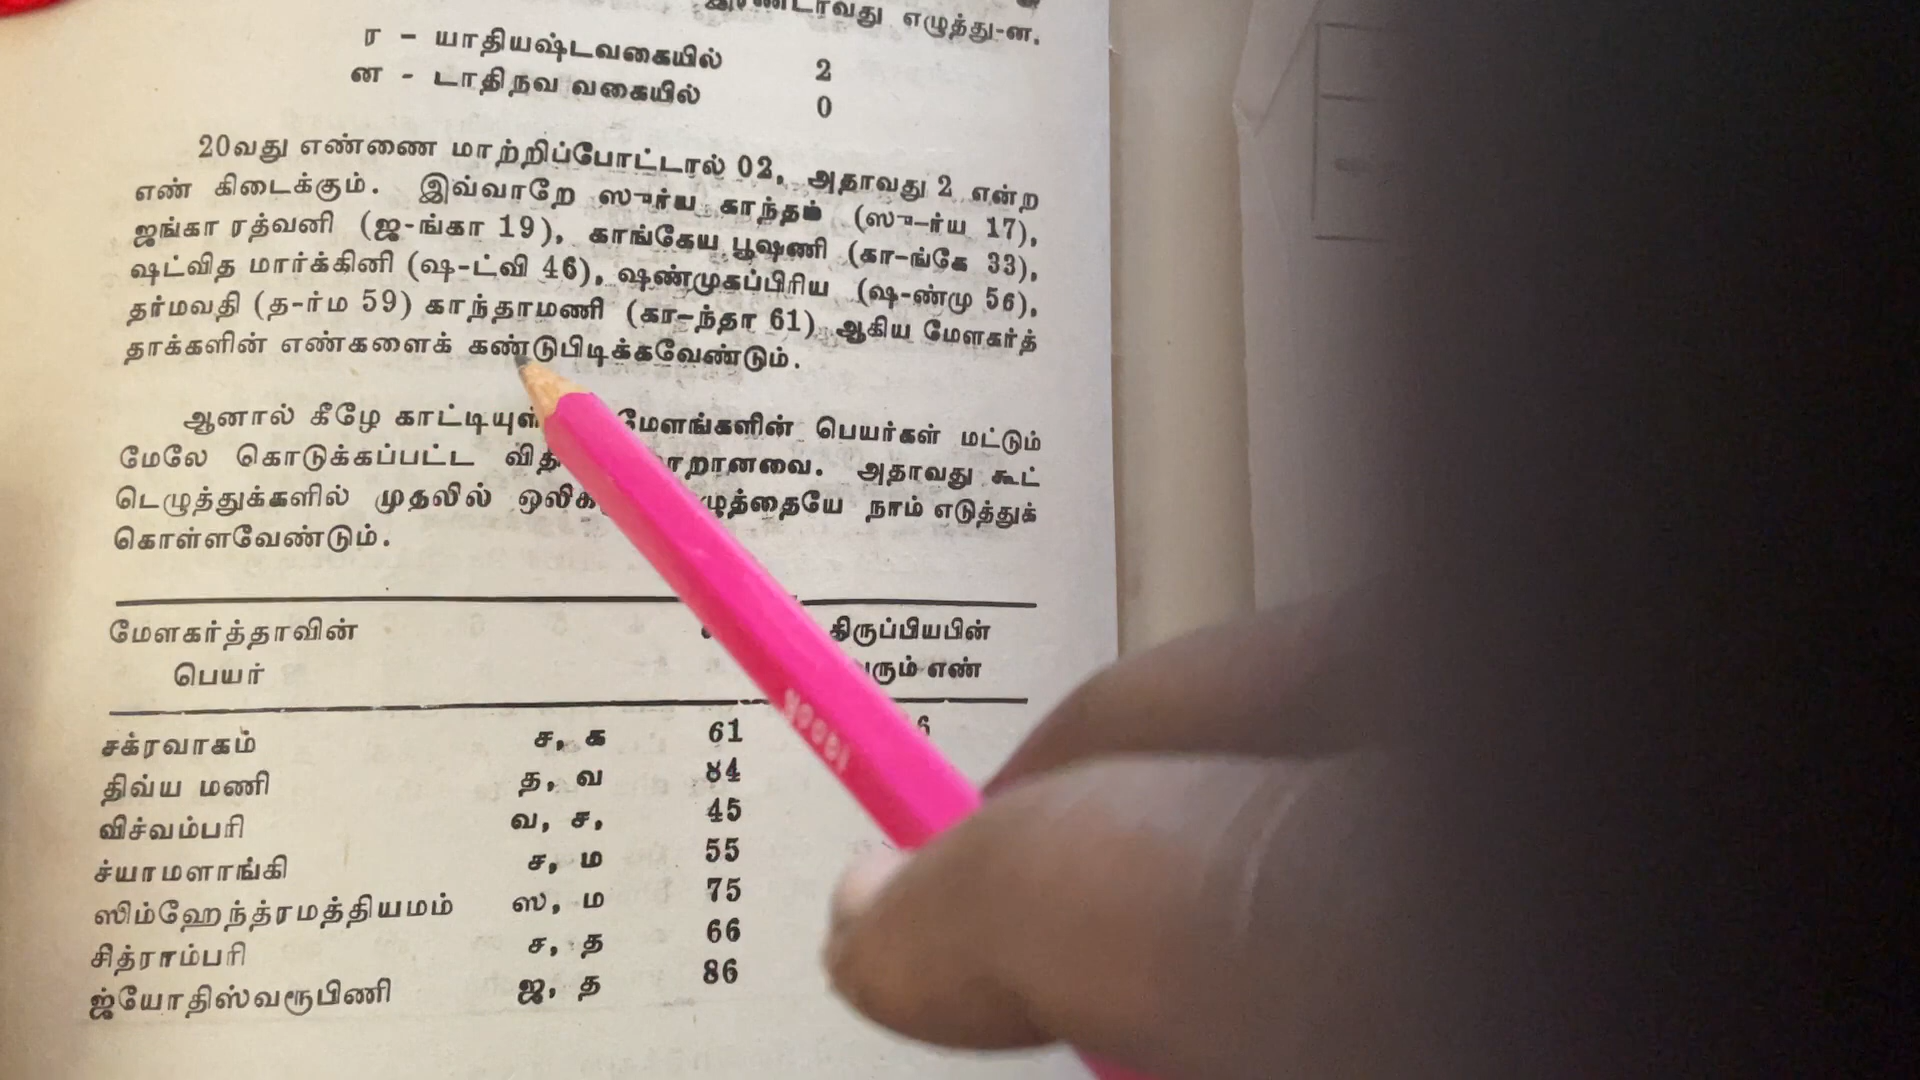 எழுத்து-ன.
ர - யாதியஷ்டவகையில் 2
ன - டாதிநவ வகையில் 0
20வது எண்ணை மாற்றிப்போட்டால் 02, அதாவது 2 என்ற
எண் கிடைக்கும். இவ்வாறே ஸுர்ய காந்தம் (ஸு-ர்ய 17),
ஜங்கா ரத்வனி (ஜ-ங்கா 19), காங்கேய பூஷணி (கா-ங்கே 33),
ஷட்வித மார்க்கினி (ஷ-ட்வி 46), ஷண்முகப்பிரிய (ஷ-ண்மு 56),
தர்மவதி (த-ர்ம 59) காந்தாமணி (கா-ந்தா 61) ஆகிய மேளகர்த்
தாக்களின் எண்களைக் கண்டுபிடிக்கவேண்டும்.
ஆனால் கீழே மேளங்களின் பெயர்கள் மட்டும்
மேலே கொடுக்கப்பட்ட அதாவது கூட்
டெழுத்துக்களில் முதலில் நாம் எடுத்துக்
கொள்ளவேண்டும்.
மேளகர்த்தாவின் திருப்பியபின்
பெயர் வரும் எண்
சக்ரவாகம் ச, க 61
திவ்ய மணி த, வ 84
விச்வம்பரி வ, ச, 45
ச்யாமளாங்கி ச, ம 55
ஸிம்ஹேந்த்ரமத்தியமம் ஸ, ம 75
சித்ராம்பரி ச, த 66
ஜ்யோதிஸ்வரூபிணி ஜ, த 86